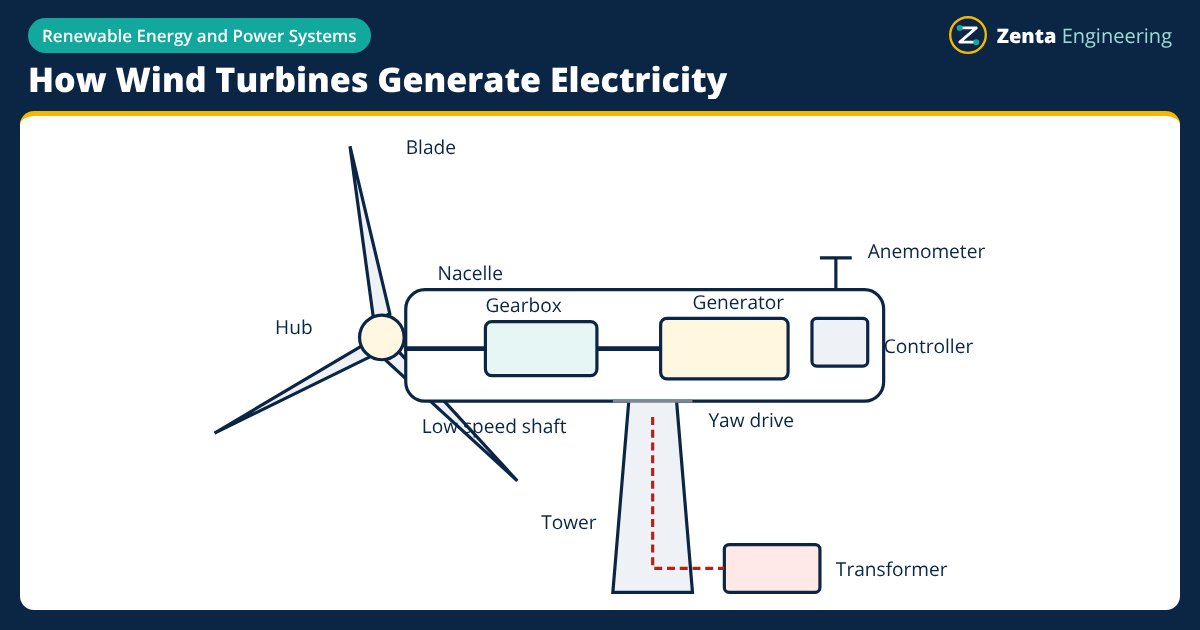 Renewable Energy and Power Systems
Zenta Engineering
How Wind Turbines Generate Electricity
Blade
Anemometer
Nacelle
Gearbox
Generator
Hub
Controller
Low speed shaft
Yaw drive
Tower
Transformer